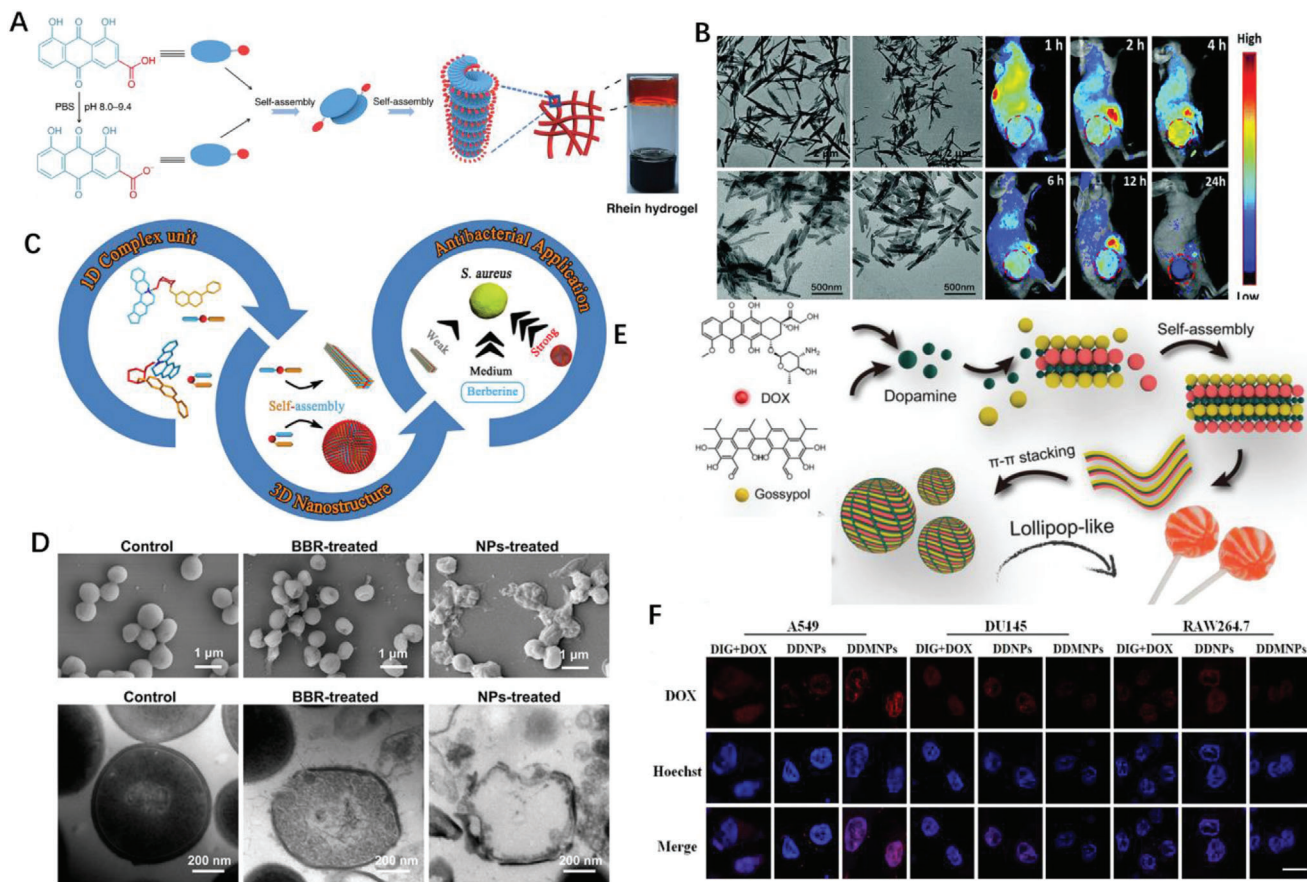 A
OH
O
OH
OH
O
O
PBS
pH 8.0–9.4
OH
O
OH
O⁻
O
O
Self-assembly
Self-assembly
Rhein hydrogel
B
2 μm
500nm
500nm
1 h
2 h
4 h
6 h
12 h
24h
High
Low
C
1D Complex unit
Self-assembly
3D Nanostructure
Antibacterial Application
S. aureus
Weak
Medium
Strong
Berberine
D
Control
BBR-treated
NPs-treated
1 μm
1 μm
1 μm
Control
BBR-treated
NPs-treated
200 nm
200 nm
200 nm
E
DOX
Gossypol
Dopamine
Self-assembly
π-π stacking
Lollipop-like
F
A549
DU145
RAW264.7
DIG+DOX DDNPs DDMNPs DIG+DOX DDNPs DDMNPs DIG+DOX DDNPs DDMNPs
DOX
Hoechst
Merge